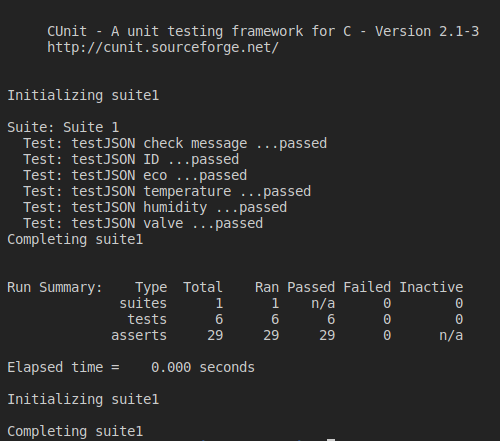 CUnit - A unit testing framework for C - Version 2.1-3
http://cunit.sourceforge.net/
Initializing suite1
Suite: Suite 1
Test: testJSON check message ...passed
Test: testJSON ID ...passed
Test: testJSON eco ...passed
Test: testJSON temperature ...passed
Test: testJSON humidity ...passed
Test: testJSON valve ...passed
Completing suite1
Run Summary: Type Total Ran Passed Failed Inactive
suites 1 1 n/a 0 0
tests 6 6 6 0 0
asserts 29 29 29 0 n/a
Elapsed time = 0.000 seconds
Initializing suite1
Completing suite1